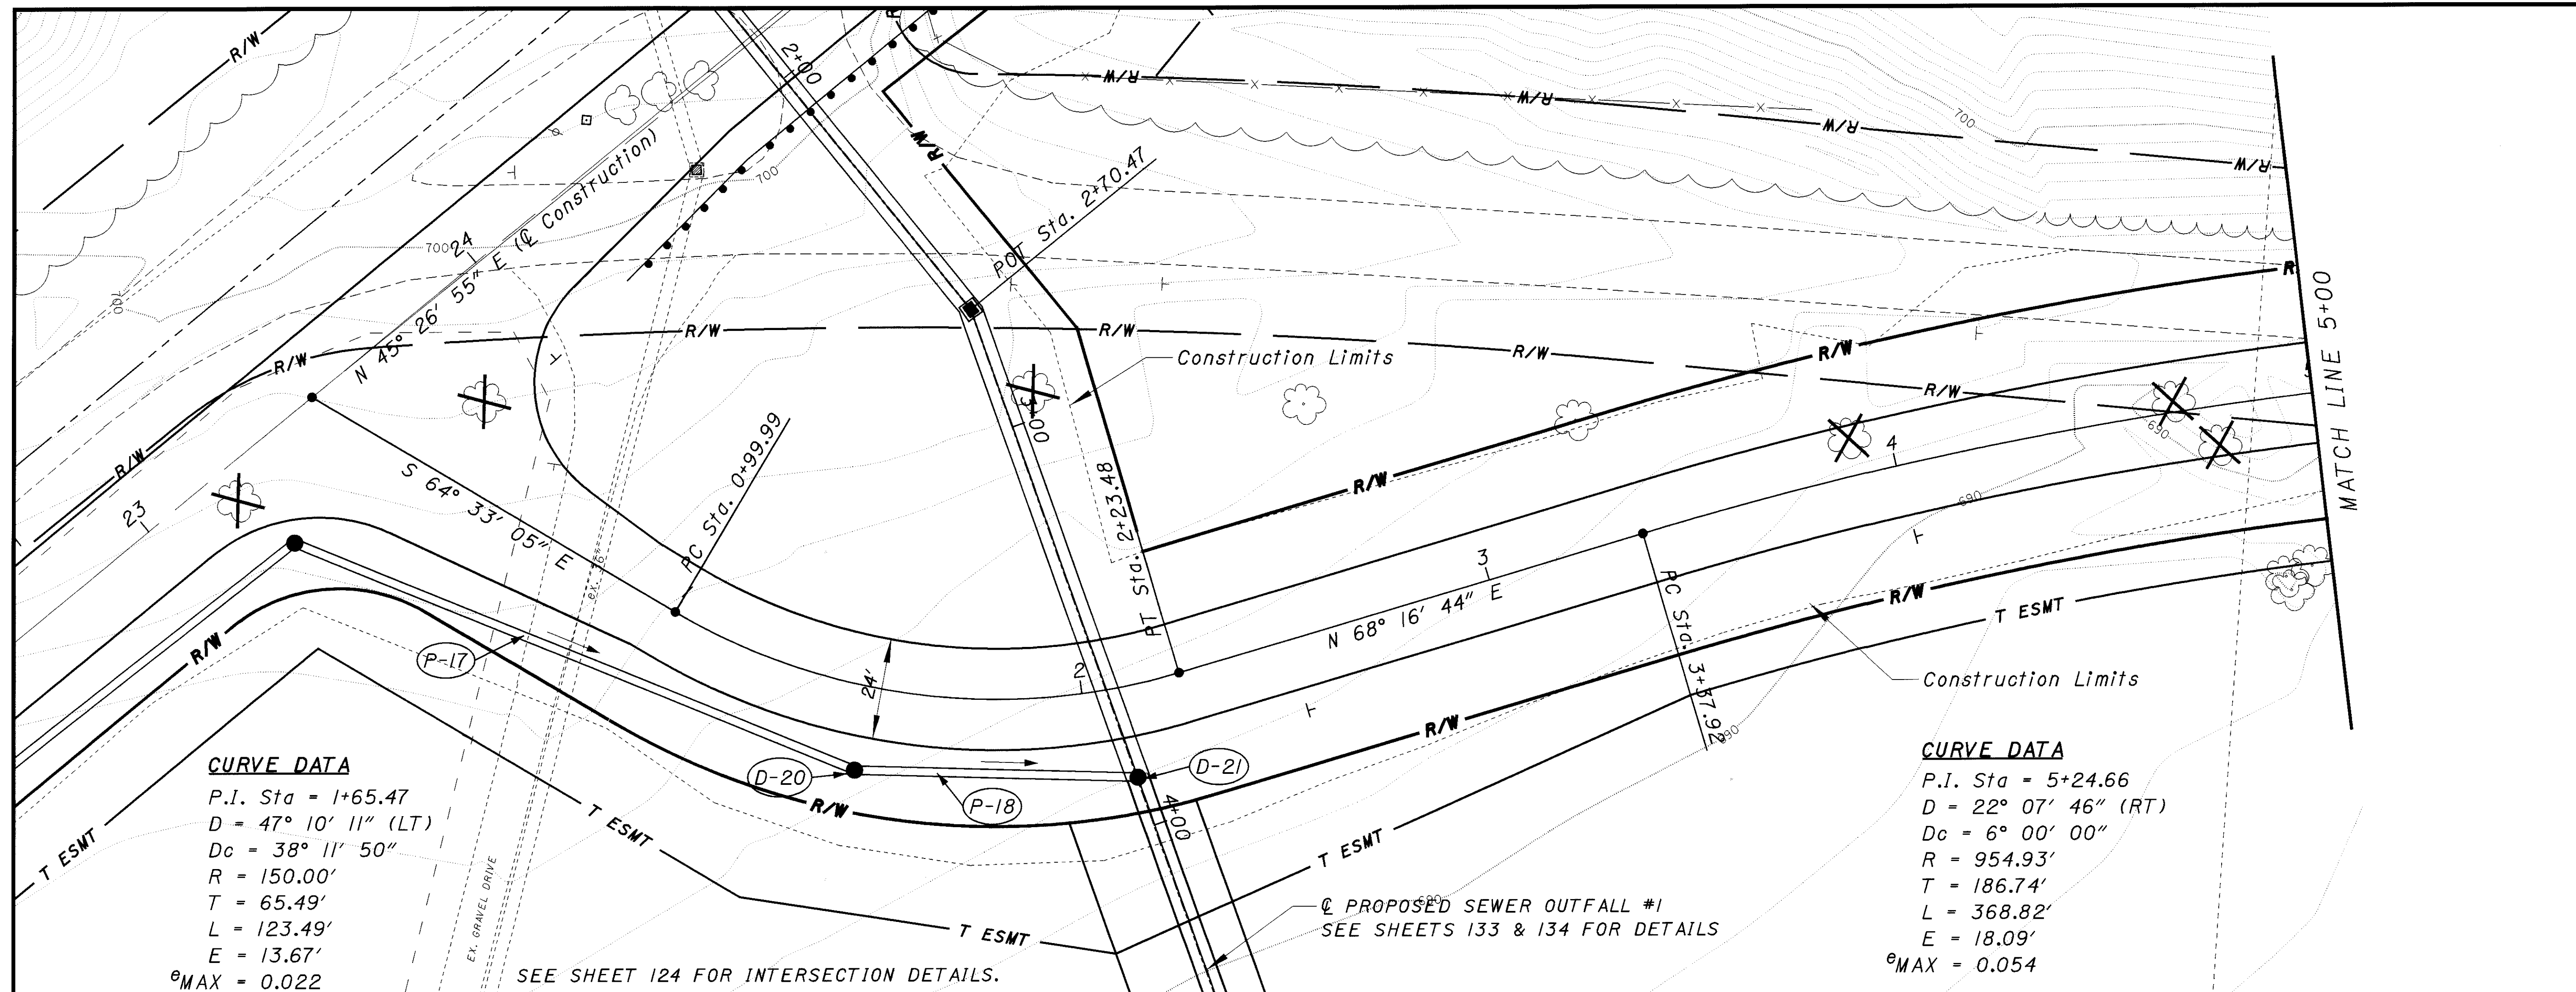 R/W
2+00
R/W
R/W
R/W
R/W
R/W
R/W
700
700
700
700
24
N 45° 26' 55" E (℄ Construction)
POT Sta. 2+70.47
R/W
R/W
R/W
R/W
R/W
R/W
R/W
R
Construction Limits
MATCH LINE 5+00
3+00
23
S 64° 33' 05" E
PC Sta. 0+99.99
PT Sta. 2+23.48
R/W
4
690
690
ex. 36"
3
N 68° 16' 44" E
2
24'
PC Sta. 3+37.92
690
R/W
R/W
R/W
R/W
T ESMT
Construction Limits
P-17
D-20
P-18
D-21
4+00
T ESMT
T ESMT
T ESMT
T ESMT
EX. GRAVEL DRIVE
690
℄ PROPOSED SEWER OUTFALL #1
SEE SHEETS 133 & 134 FOR DETAILS
SEE SHEET 124 FOR INTERSECTION DETAILS.
CURVE DATA
P.I. Sta = 1+65.47
D = 47° 10' 11" (LT)
Dc = 38° 11' 50"
R = 150.00'
T = 65.49'
L = 123.49'
E = 13.67'
eMAX = 0.022
CURVE DATA
P.I. Sta = 5+24.66
D = 22° 07' 46" (RT)
Dc = 6° 00' 00"
R = 954.93'
T = 186.74'
L = 368.82'
E = 18.09'
eMAX = 0.054